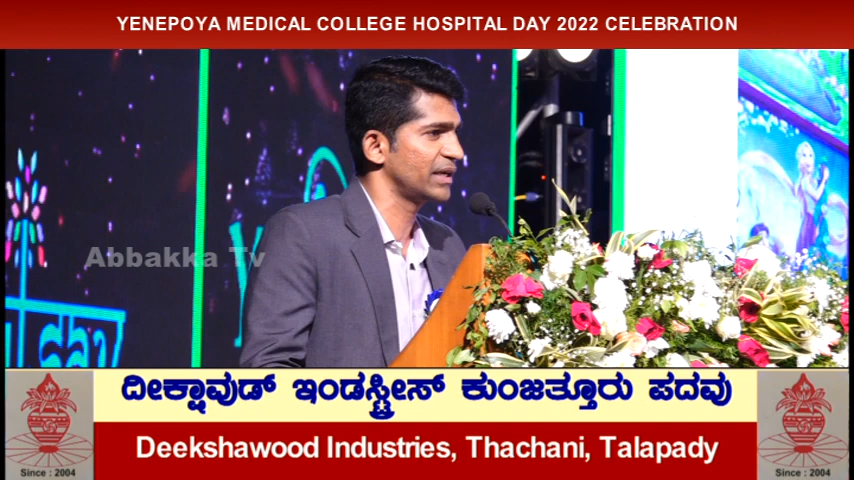 YENEPOYA MEDICAL COLLEGE HOSPITAL DAY 2022 CELEBRATION
Abbakka Tv
day
ದೀಕ್ಷಾವುಡ್ ಇಂಡಸ್ಟ್ರೀಸ್ ಕುಂಜತ್ತೂರು ಪದವು
Deekshawood Industries, Thachani, Talapady
Since : 2004
Since : 2004